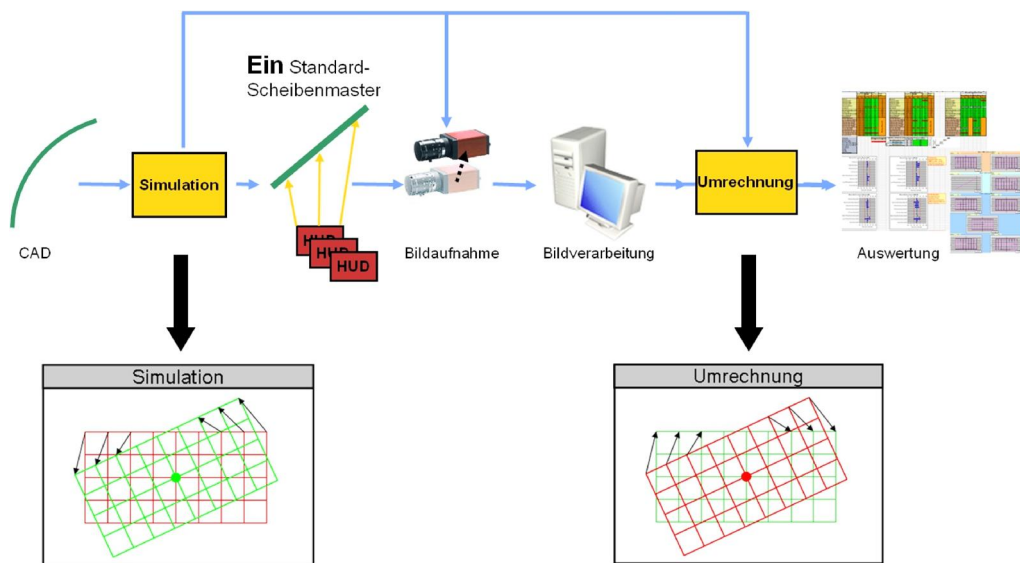 Ein Standard-
Scheibenmaster
Simulation
Umrechnung
HUD
HUD
HUD
CAD
Bildaufnahme
Bildverarbeitung
Auswertung
Simulation
Umrechnung